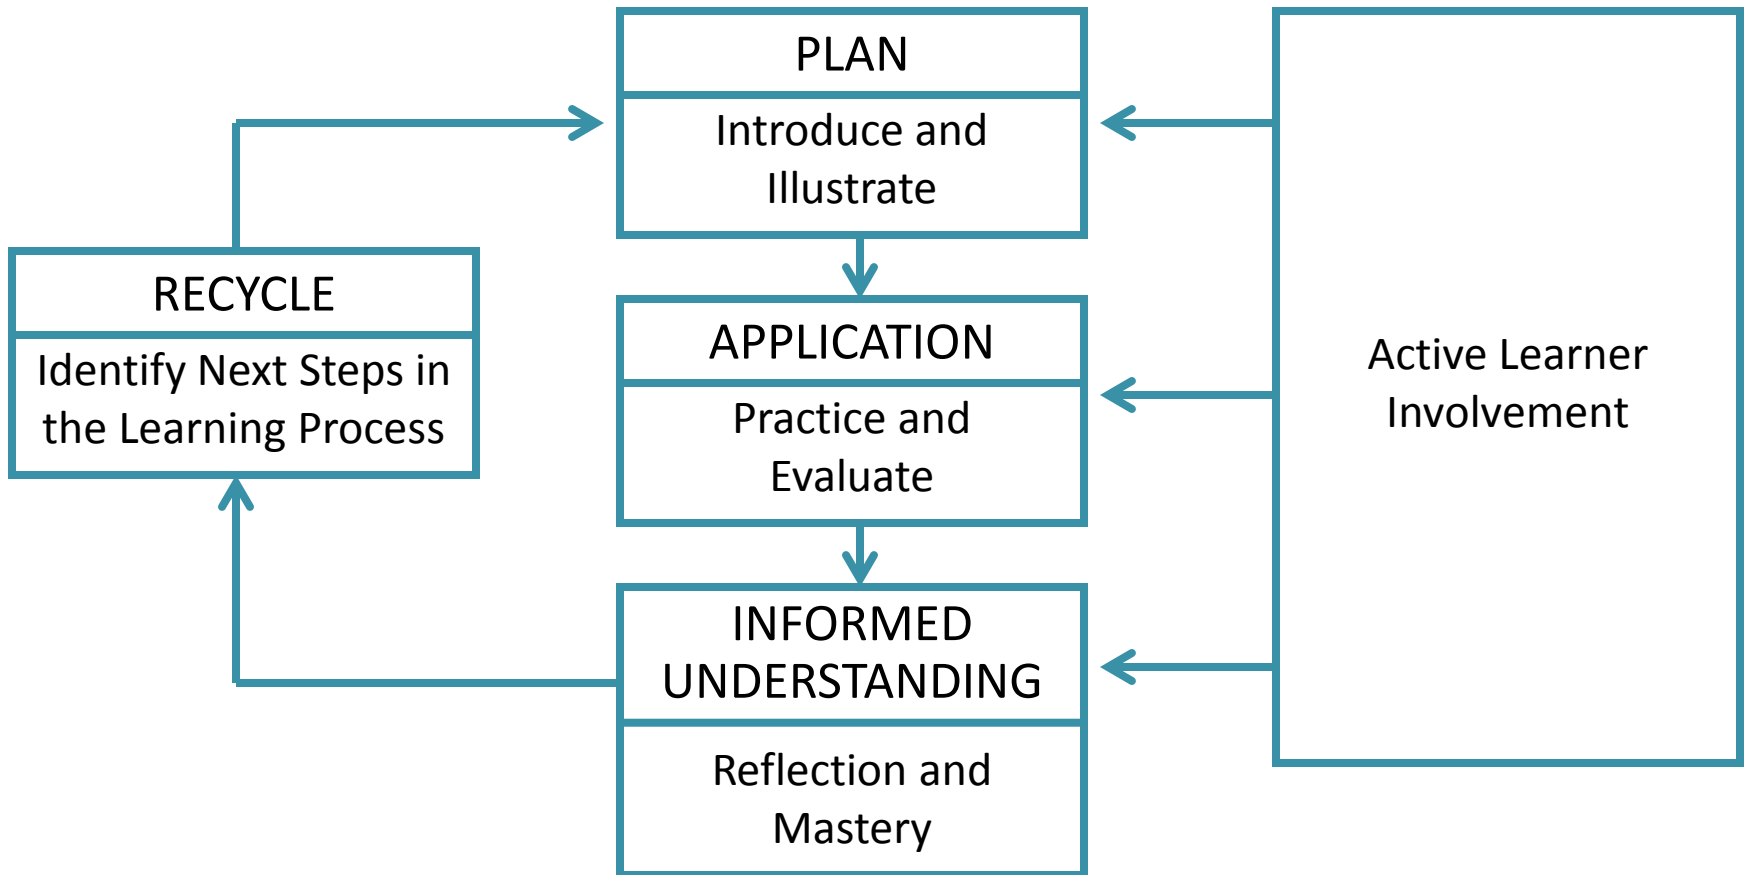 PLAN
Introduce and
Illustrate
RECYCLE
Identify Next Steps in
the Learning Process
APPLICATION
Practice and
Evaluate
INFORMED
UNDERSTANDING
Reflection and
Mastery
Active Learner
Involvement